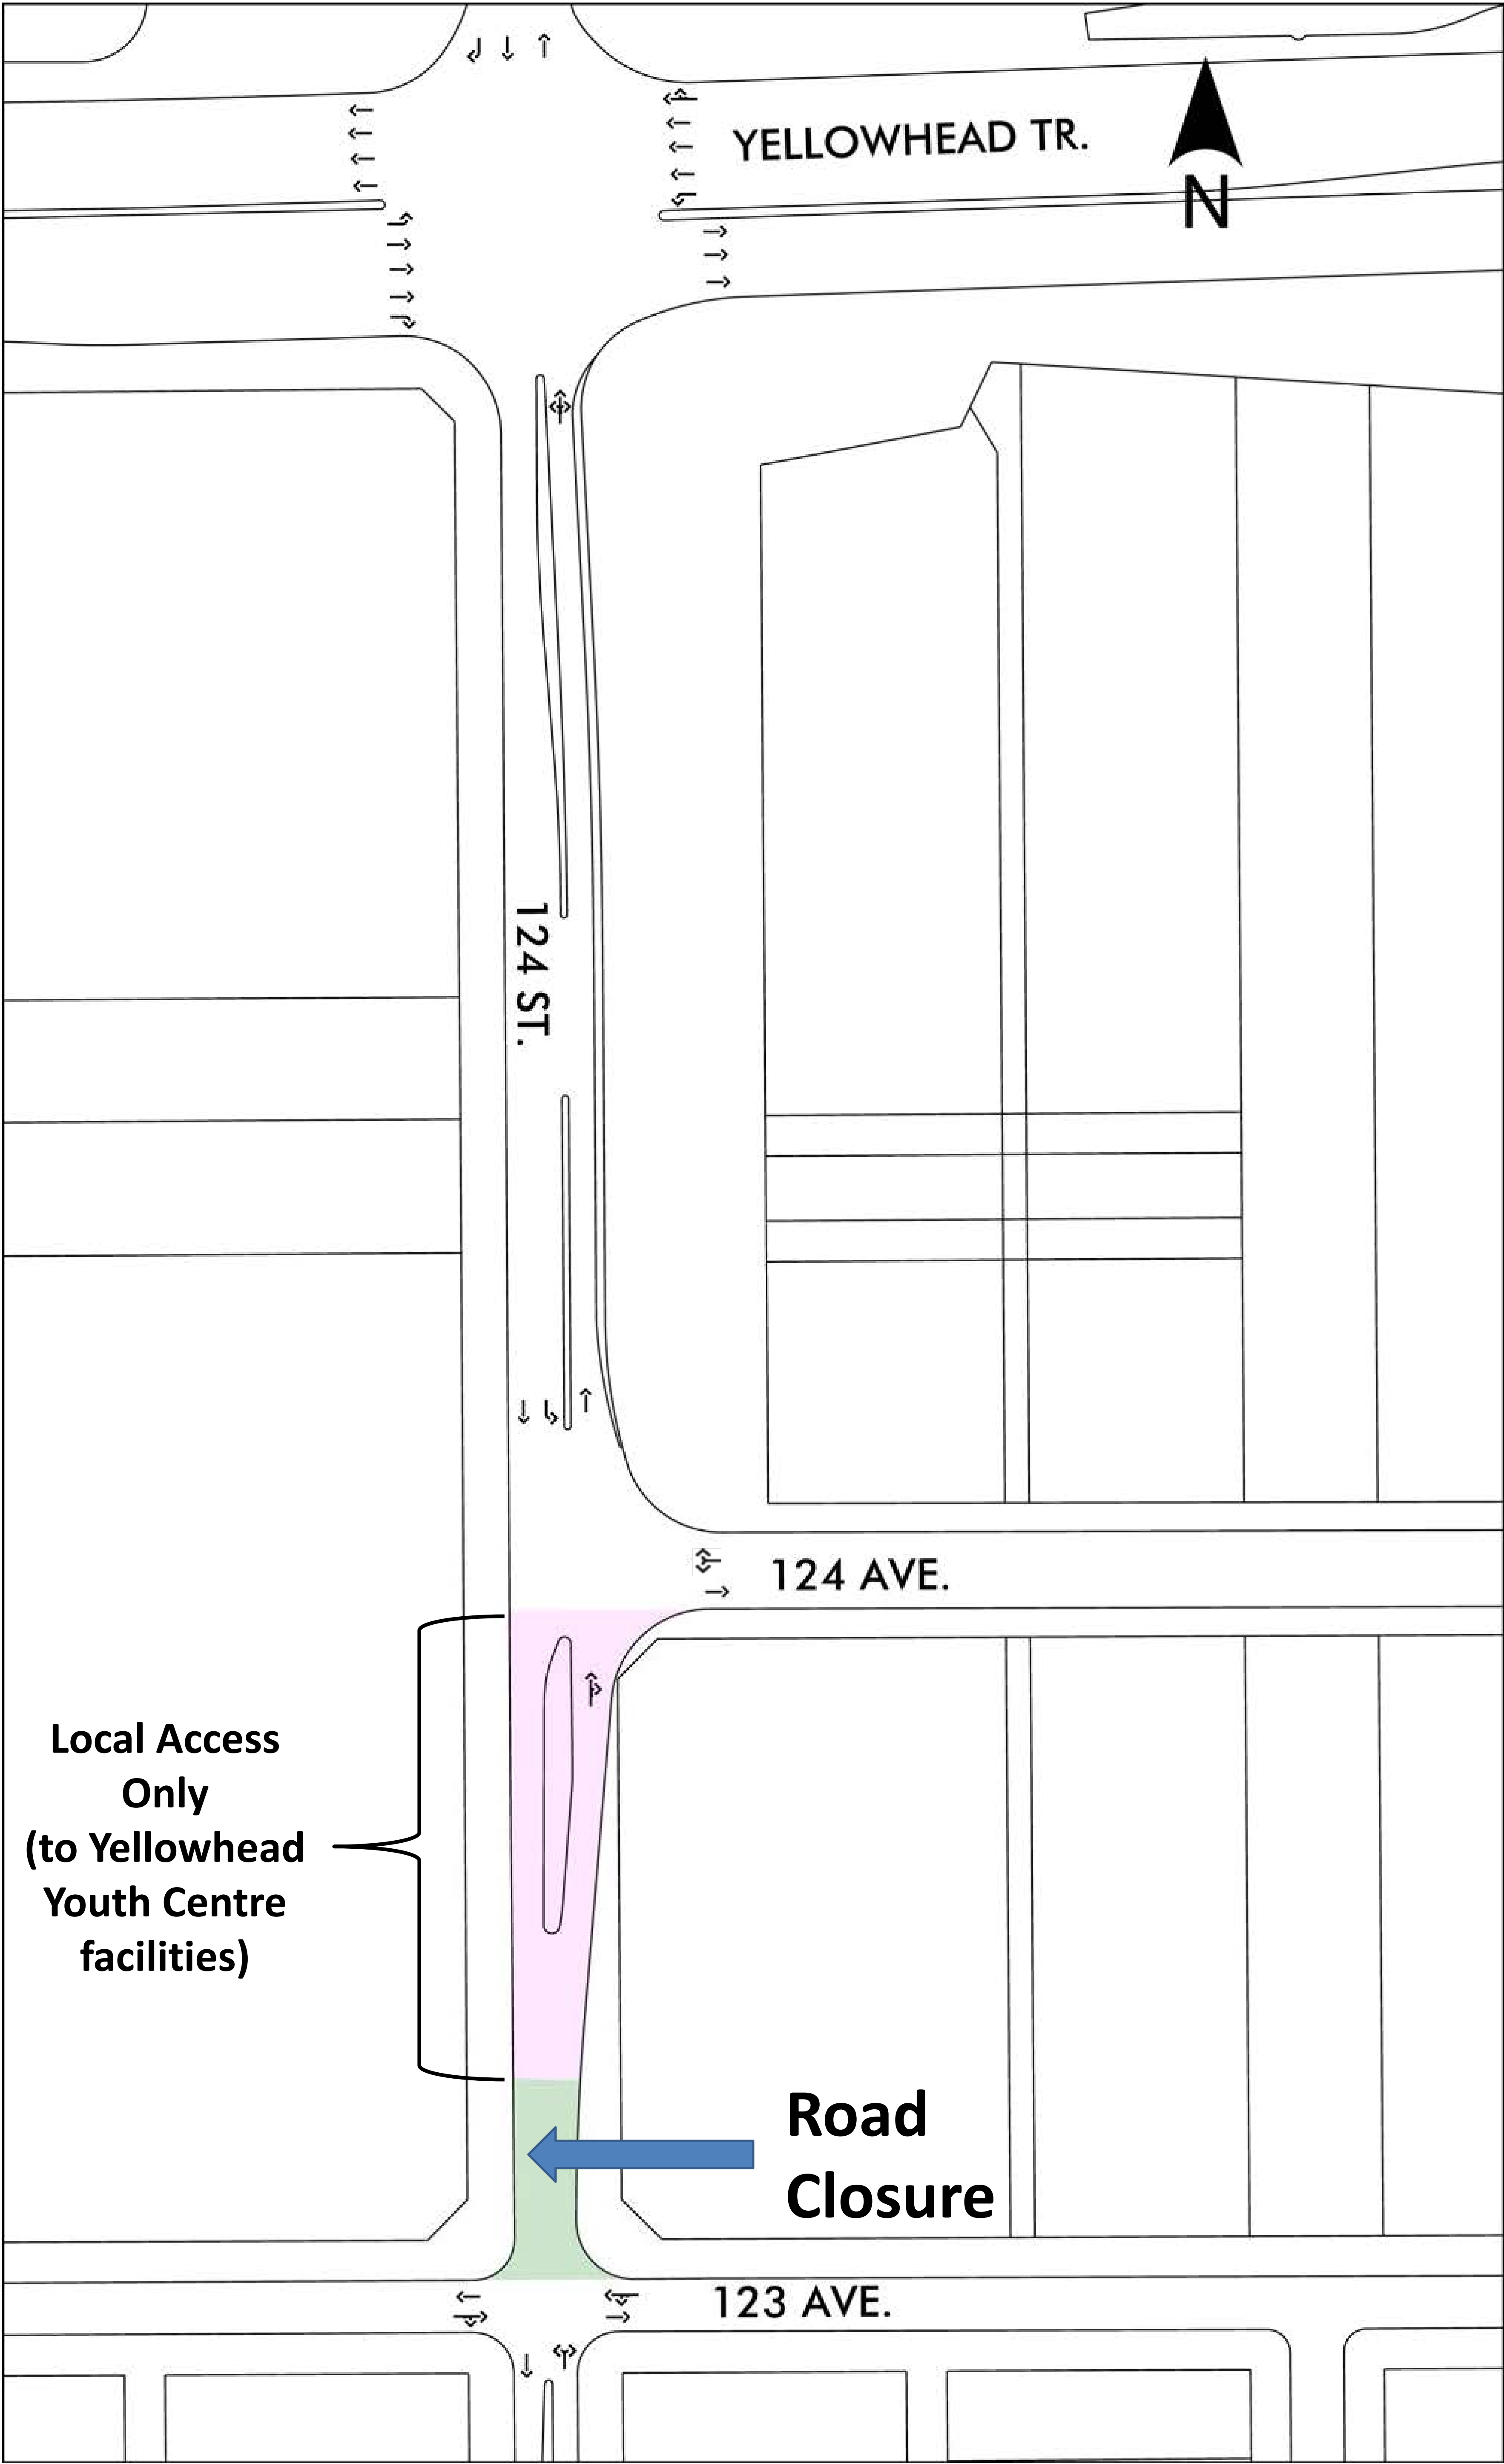 YELLOWHEAD TR.
N
124 ST.
124 AVE.
Local Access
Only
(to Yellowhead
Youth Centre
facilities)
Road
Closure
123 AVE.